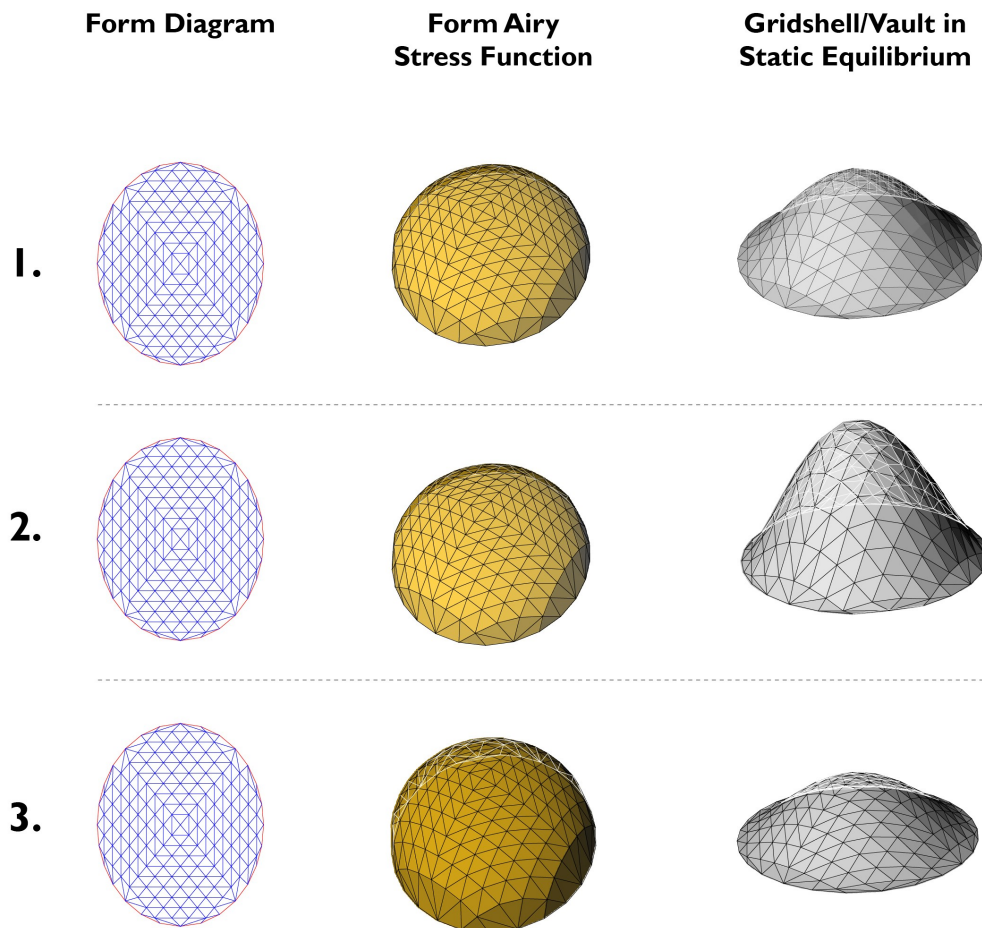 Form Diagram
Form Airy
Stress Function
Gridshell/Vault in
Static Equilibrium
1.
2.
3.